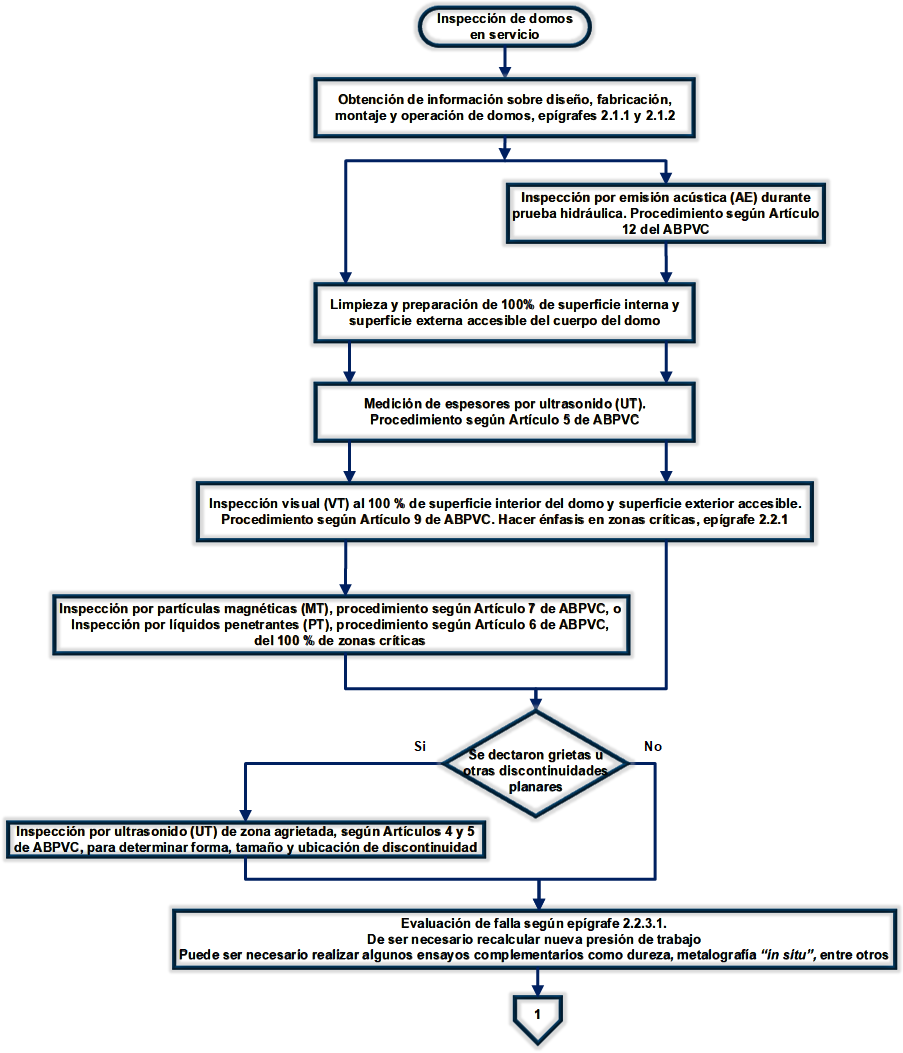 Inspección de domos
en servicio
Obtención de información sobre diseño, fabricación,
montaje y operación de domos, epígrafes 2.1.1 y 2.1.2
Inspección por emisión acústica (AE) durante
prueba hidráulica. Procedimiento según Artículo
12 del ABPVC
Limpieza y preparación de 100% de superficie interna y
superficie externa accesible del cuerpo del domo
Medición de espesores por ultrasonido (UT).
Procedimiento según Artículo 5 de ABPVC
Inspección visual (VT) al 100 % de superficie interior del domo y superficie exterior accesible.
Procedimiento según Artículo 9 de ABPVC. Hacer énfasis en zonas críticas, epígrafe 2.2.1
Inspección por partículas magnéticas (MT), procedimiento según Artículo 7 de ABPVC, o
Inspección por líquidos penetrantes (PT), procedimiento según Artículo 6 de ABPVC,
del 100 % de zonas críticas
Si
No
Se dectaron grietas u
otras discontinuidades
planares
Inspección por ultrasonido (UT) de zona agrietada, según Artículos 4 y 5
de ABPVC, para determinar forma, tamaño y ubicación de discontinuidad
Evaluación de falla según epígrafe 2.2.3.1.
De ser necesario recalcular nueva presión de trabajo
Puede ser necesario realizar algunos ensayos complementarios como dureza, metalografía “in situ”, entre otros
1